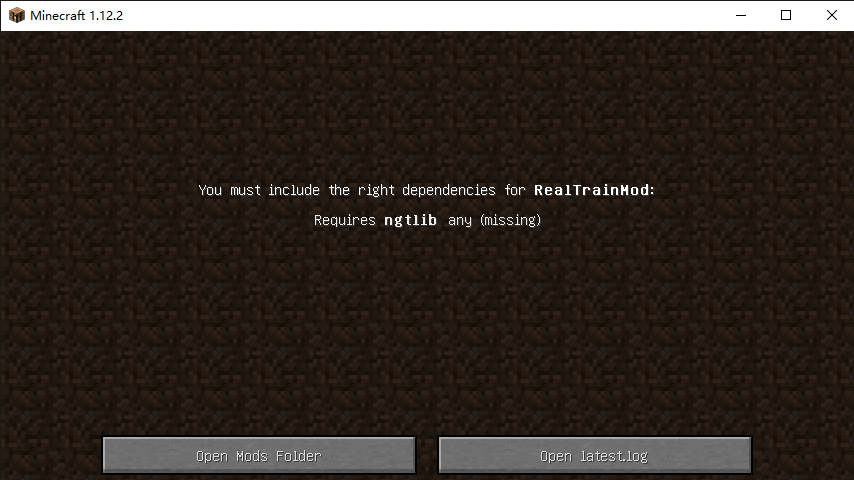 Minecraft 1.12.2
You must include the right dependencies for RealTrainMod:
Requires ngtlib any (missing)
Open Mods Folder
Open latest.log